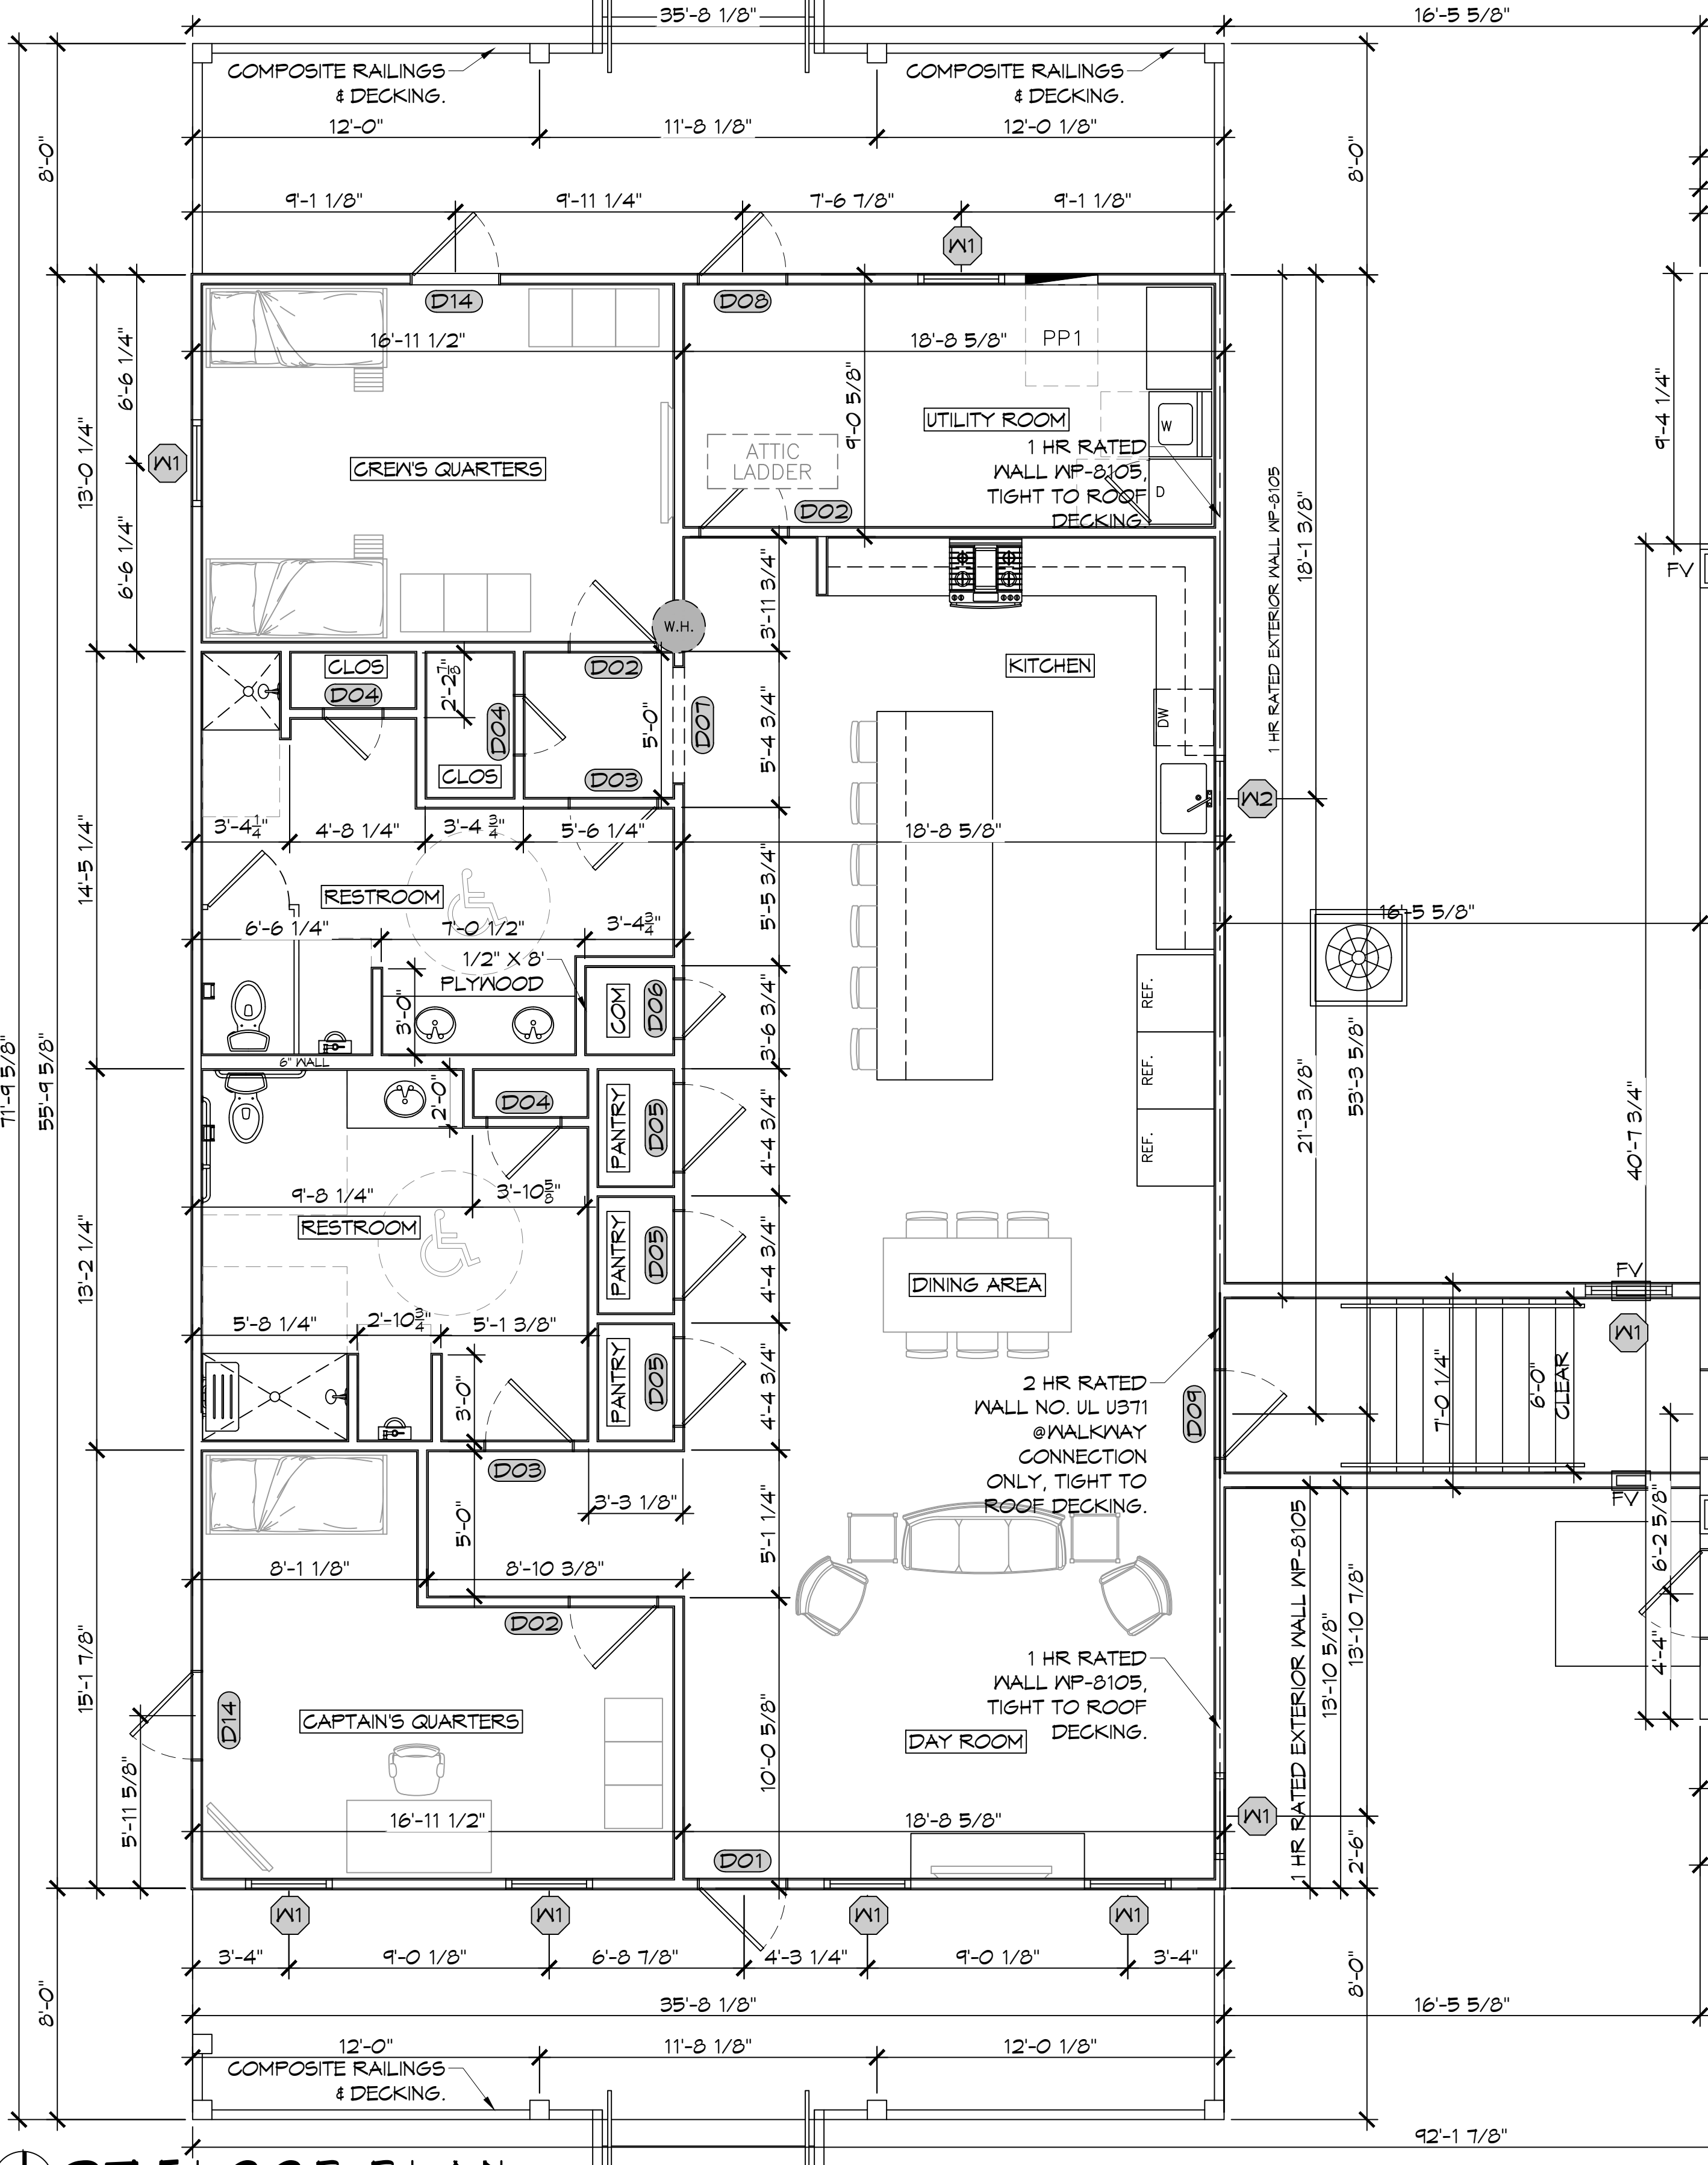 35'-8 1/8"
16'-5 5/8"
COMPOSITE RAILINGS
& DECKING.
COMPOSITE RAILINGS
& DECKING.
12'-0"
11'-8 1/8"
12'-0 1/8"
8'-0"
8'-0"
9'-1 1/8"
9'-11 1/4"
7'-6 7/8"
9'-1 1/8"
W1
D14
D08
16'-11 1/2"
18'-8 5/8"
PP1
6'-6 1/4"
13'-0 1/4"
9'-0 5/8"
9'-4 1/4"
UTILITY ROOM
W
ATTIC
LADDER
1 HR RATED
WALL WP-8105,
TIGHT TO ROOF
DECKING.
D
W1
CREW'S QUARTERS
D02
1 HR RATED EXTERIOR WALL WP-8105
18'-1 3/8"
6'-6 1/4"
3'-11 3/4"
FV
W.H.
KITCHEN
CLOS
D04
2'-2 7/8"
D02
D04
5'-0"
D07
5'-4 3/4"
DW
CLOS
D03
W2
3'-4 1/4"
4'-8 1/4"
3'-4 3/4"
5'-6 1/4"
18'-8 5/8"
14'-5 1/4"
5'-5 3/4"
RESTROOM
6'-6 1/4"
7'-0 1/2"
3'-4 3/4"
16'-5 5/8"
1/2" X 8'
PLYWOOD
3'-0"
COM
D06
3'-6 3/4"
REF.
6" WALL
71'-9 5/8"
55'-9 5/8"
REF.
21'-3 3/8"
53'-3 5/8"
40'-7 3/4"
2'-0"
D04
PANTRY
D05
4'-4 3/4"
REF.
9'-8 1/4"
3'-10 5/8"
RESTROOM
PANTRY
D05
4'-4 3/4"
13'-2 1/4"
DINING AREA
FV
W1
5'-8 1/4"
2'-10 3/4"
5'-1 3/8"
PANTRY
D05
4'-4 3/4"
3'-0"
2 HR RATED
WALL NO. UL U371
@WALKWAY
CONNECTION
ONLY, TIGHT TO
ROOF DECKING.
D09
7'-0 1/4"
6'-0"
CLEAR
D03
3'-3 1/8"
FV
5'-0"
5'-1 1/4"
6'-2 5/8"
8'-1 1/8"
8'-10 3/8"
D02
1 HR RATED EXTERIOR WALL WP-8105
13'-10 5/8"
13'-10 7/8"
4'-4"
15'-1 7/8"
1 HR RATED
WALL WP-8105,
TIGHT TO ROOF
DECKING.
D14
CAPTAIN'S QUARTERS
DAY ROOM
10'-0 5/8"
5'-11 5/8"
16'-11 1/2"
18'-8 5/8"
W1
2'-6"
D01
W1
W1
W1
W1
3'-4"
9'-0 1/8"
6'-8 7/8"
4'-3 1/4"
9'-0 1/8"
3'-4"
8'-0"
8'-0"
35'-8 1/8"
16'-5 5/8"
12'-0"
11'-8 1/8"
12'-0 1/8"
COMPOSITE RAILINGS
& DECKING.
92'-1 7/8"